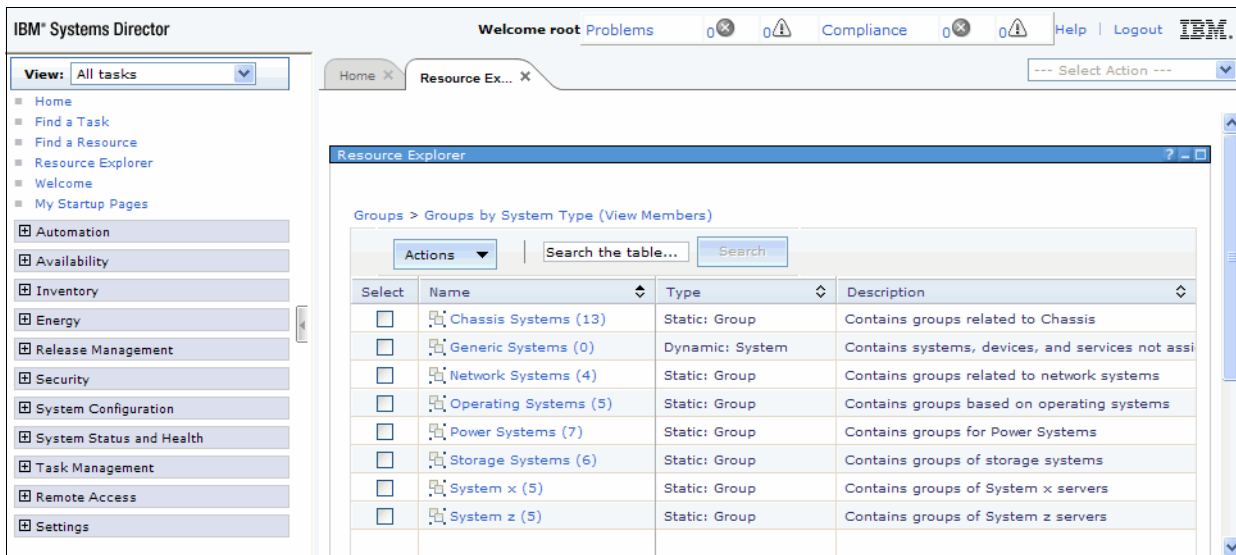 IBM® Systems Director
Welcome root Problems 0 0 Compliance 0 0 Help | Logout IBM.
View: All tasks
Home
Find a Task
Find a Resource
Resource Explorer
Welcome
My Startup Pages
Automation
Availability
Inventory
Energy
Release Management
Security
System Configuration
System Status and Health
Task Management
Remote Access
Settings
Home
Resource Ex...
--- Select Action ---
Resource Explorer
Groups > Groups by System Type (View Members)
Actions Search the table... Search
Select Name Type Description
Chassis Systems (13) Static: Group Contains groups related to Chassis
Generic Systems (0) Dynamic: System Contains systems, devices, and services not assi
Network Systems (4) Static: Group Contains groups related to network systems
Operating Systems (5) Static: Group Contains groups based on operating systems
Power Systems (7) Static: Group Contains groups for Power Systems
Storage Systems (6) Static: Group Contains groups of storage systems
System x (5) Static: Group Contains groups of System x servers
System z (5) Static: Group Contains groups of System z servers